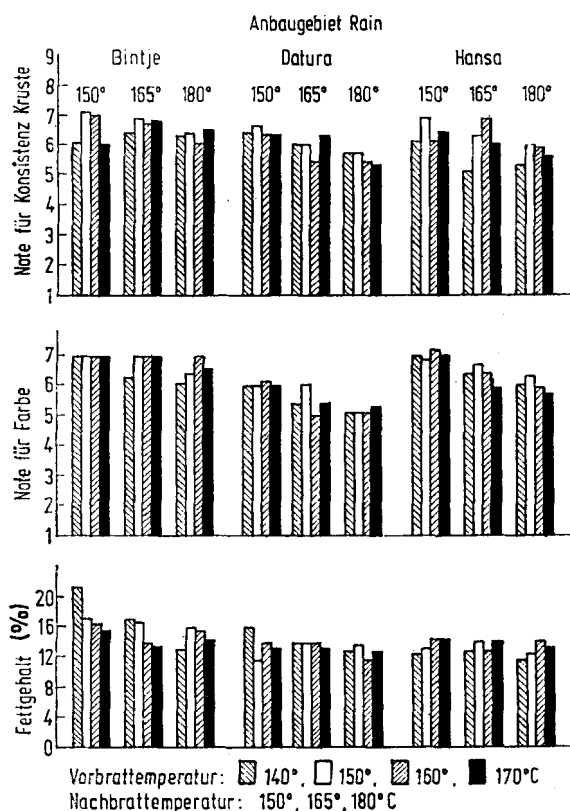 Anbaugebiet Rain
Bintje Datura Hansa
150° 165° 180° 150° 165° 180° 150° 165° 180°
Note für Konsistenz Kruste
9
8
7
6
5
4
3
2
1
Note für Farbe
7
6
5
4
3
2
1
Fettgehalt (%)
20
16
12
8
4
0
Vorbrattemperatur: 140°, 150°, 160°, 170°C
Nachbrattemperatur: 150°, 165°, 180°C